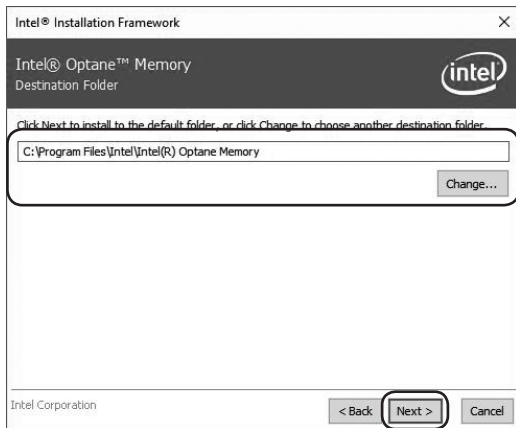 Intel® Installation Framework
Intel® Optane™ Memory
Destination Folder
intel
Click Next to install to the default folder, or click Change to choose another destination folder.
C:\Program Files\Intel\Intel(R) Optane Memory
Change...
Intel Corporation
< Back Next > Cancel